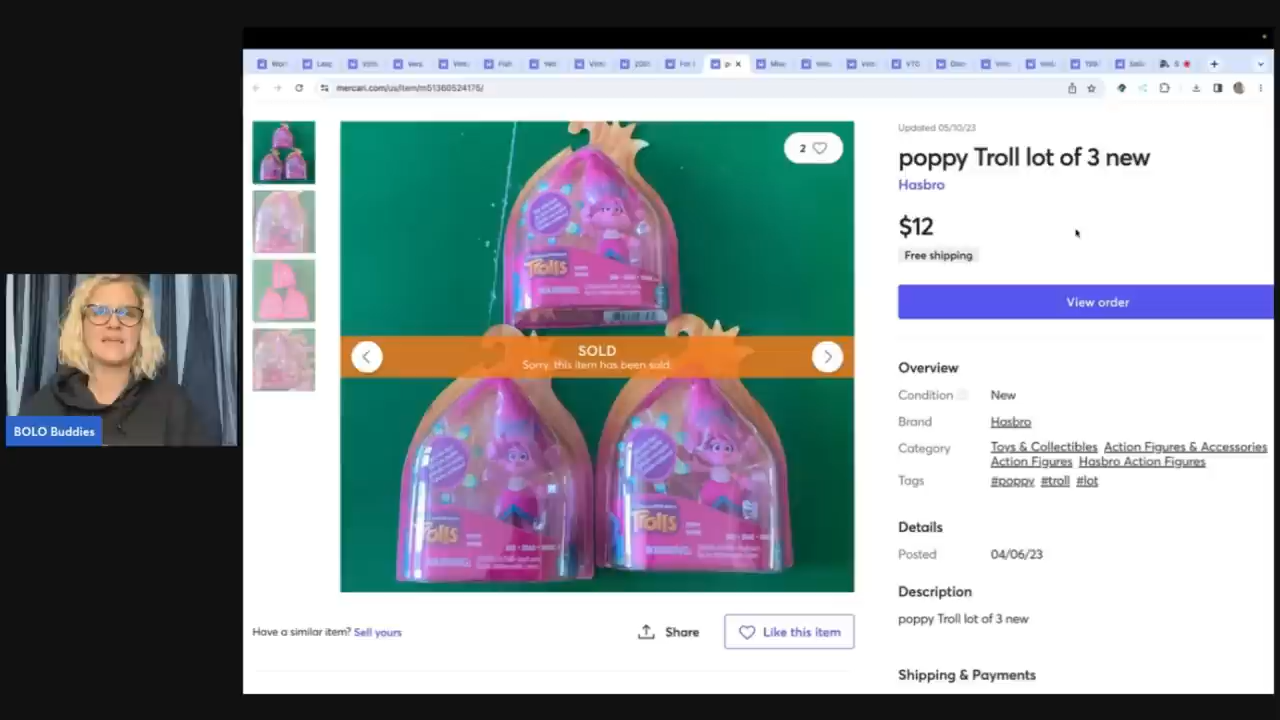 mercari.com/us/item/m51360524176/
2
SOLD
Sorry, this item has been sold.
Trolls
Trolls
Trolls
Have a similar item? Sell yours
Share
Like this item
Updated 05/10/23
poppy Troll lot of 3 new
Hasbro
$12
Free shipping
View order
Overview
Condition New
Brand Hasbro
Category Toys & Collectibles Action Figures & Accessories
Action Figures Hasbro Action Figures
Tags #poppy #troll #lot
Details
Posted 04/06/23
Description
poppy Troll lot of 3 new
Shipping & Payments
BOLO Buddies